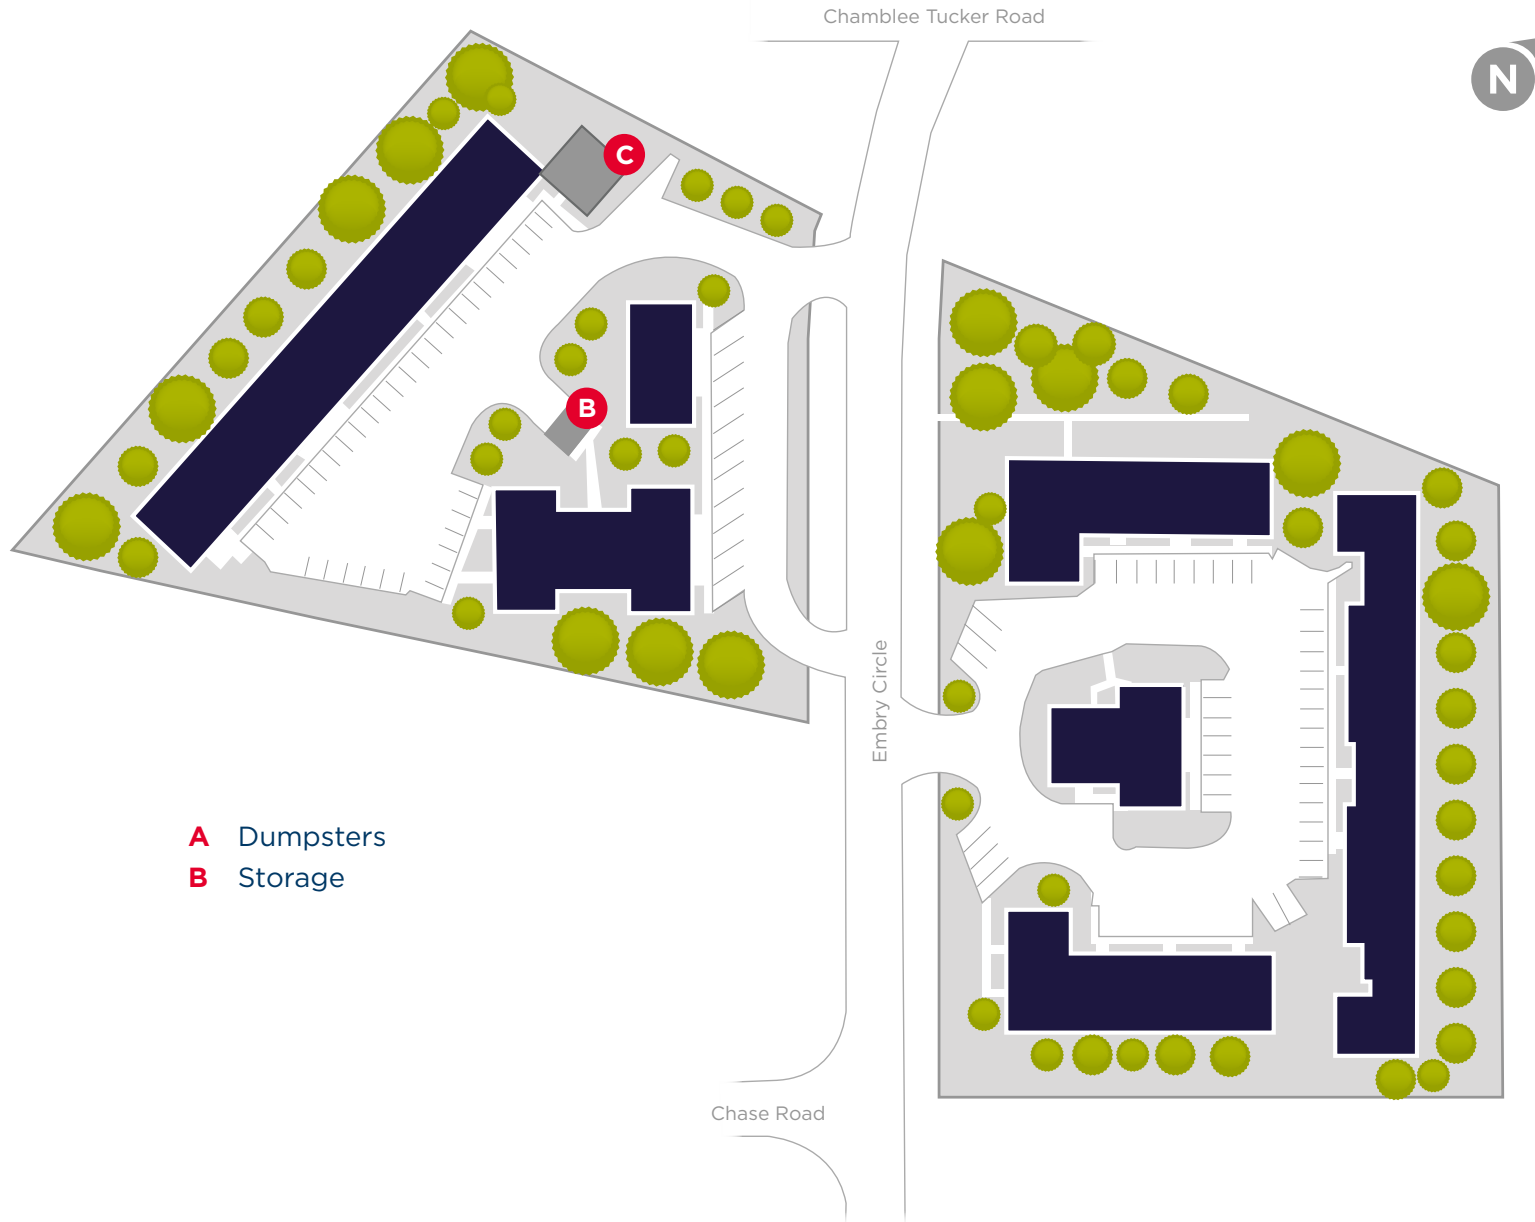 Chamblee Tucker Road
N
C
B
Embry Circle
A Dumpsters
B Storage
Chase Road